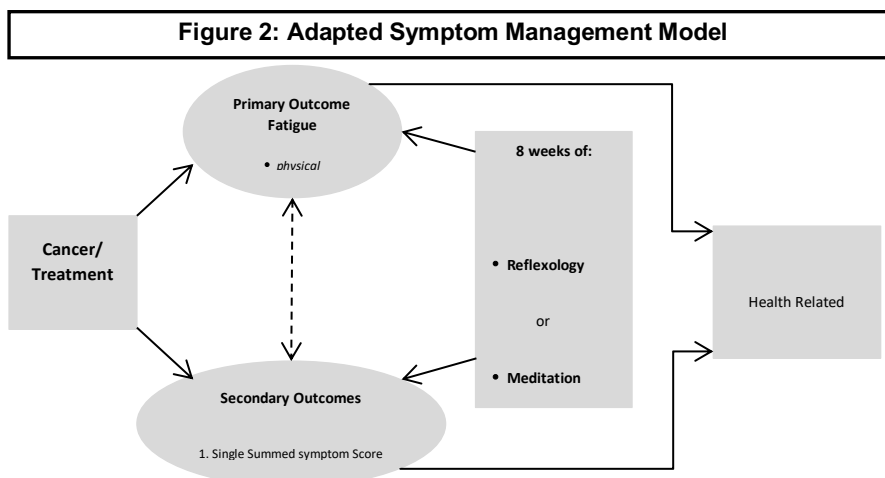 Figure 2: Adapted Symptom Management Model
Primary Outcome
Fatigue
• physical
8 weeks of:
Cancer/
Treatment
• Reflexology
or
• Meditation
Health Related
Secondary Outcomes
1. Single Summed symptom Score